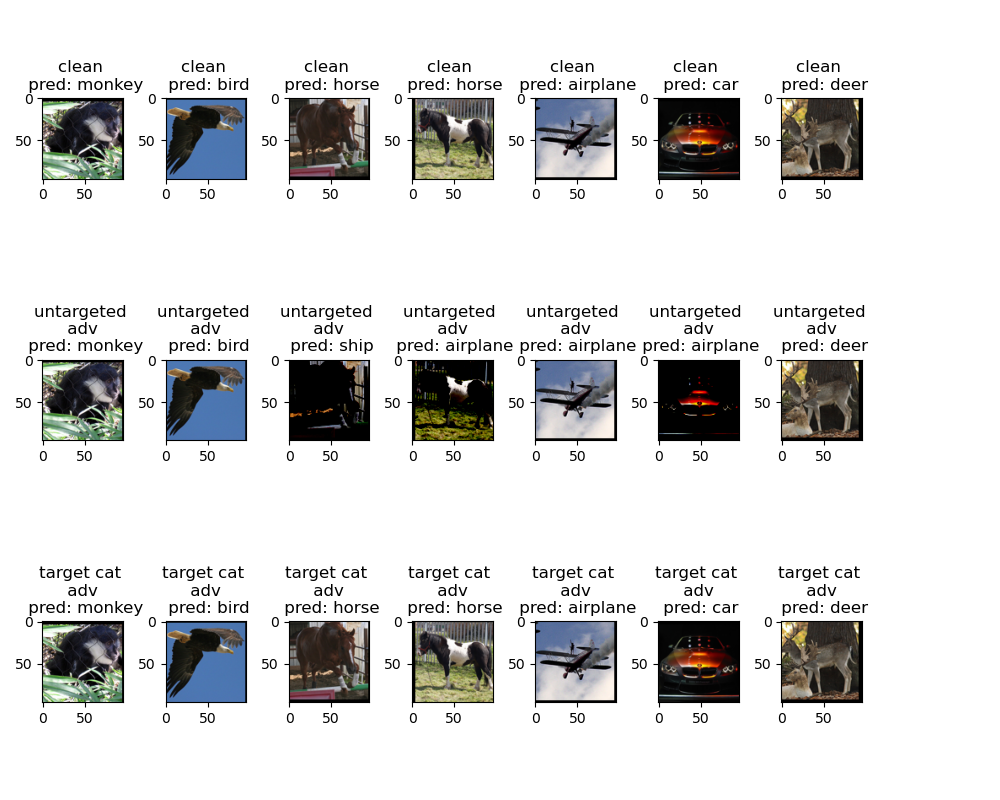 clean clean clean clean clean clean clean
pred: monkey pred: bird pred: horse pred: horse pred: airplane pred: car pred: deer
0 0 0 0 0 0 0
50 50 50 50 50 50 50
0 50 0 50 0 50 0 50 0 50 0 50 0 50
untargeted untargeted untargeted untargeted untargeted untargeted untargeted
adv adv adv adv adv adv adv
pred: monkey pred: bird pred: ship pred: airplane pred: airplane pred: airplane pred: deer
0 0 0 0 0 0 0
50 50 50 50 50 50 50
0 50 0 50 0 50 0 50 0 50 0 50 0 50
target cat target cat target cat target cat target cat target cat target cat
adv adv adv adv adv adv adv
pred: monkey pred: bird pred: horse pred: horse pred: airplane pred: car pred: deer
0 0 0 0 0 0 0
50 50 50 50 50 50 50
0 50 0 50 0 50 0 50 0 50 0 50 0 50